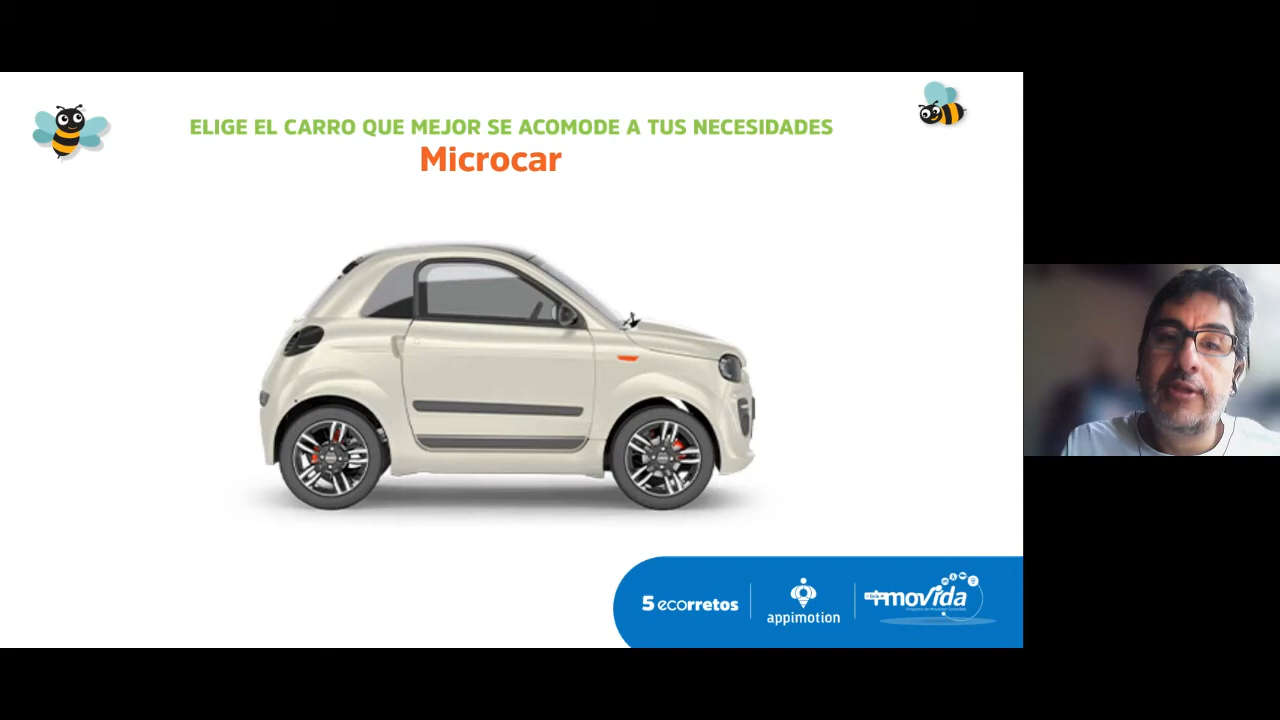 ELIGE EL CARRO QUE MEJOR SE ACOMODE A TUS NECESIDADES
Microcar
5 ecorretos
appimotion
movida